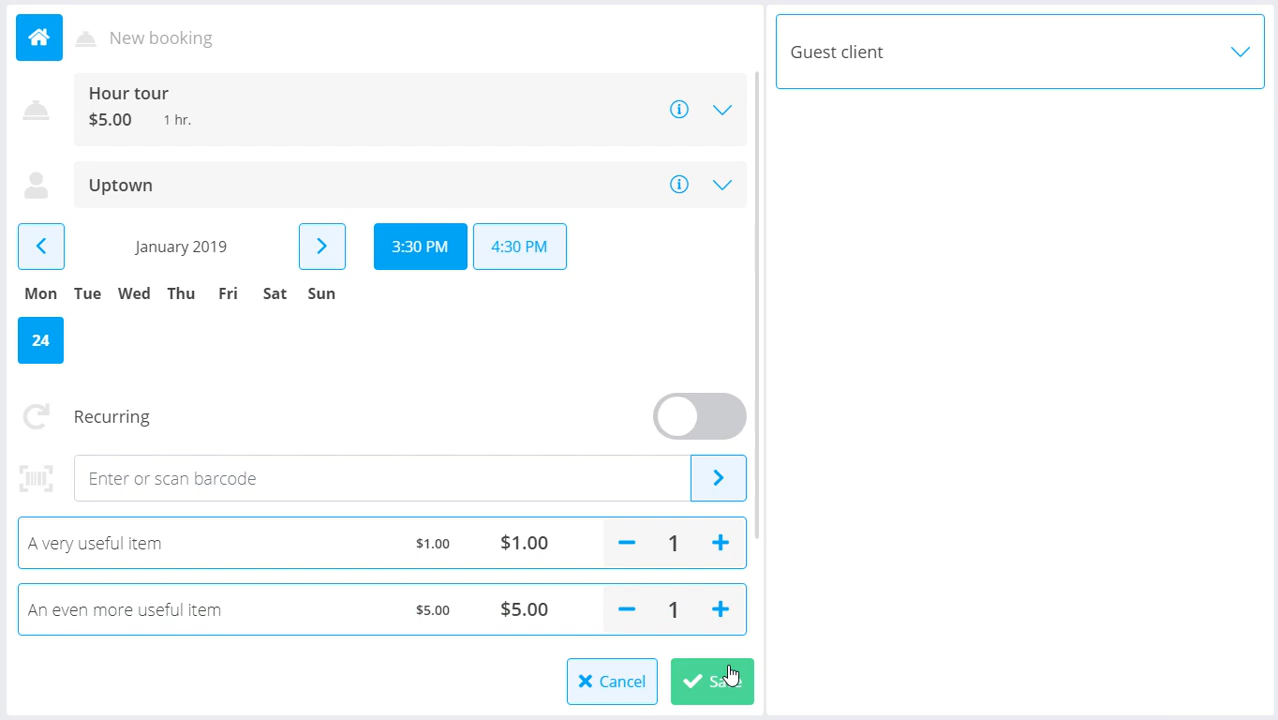 New booking
Guest client
Hour tour
$5.00 1 hr.
Uptown
January 2019 3:30 PM 4:30 PM
Mon Tue Wed Thu Fri Sat Sun
24
Recurring
Enter or scan barcode
A very useful item $1.00 $1.00 1
An even more useful item $5.00 $5.00 1
Cancel